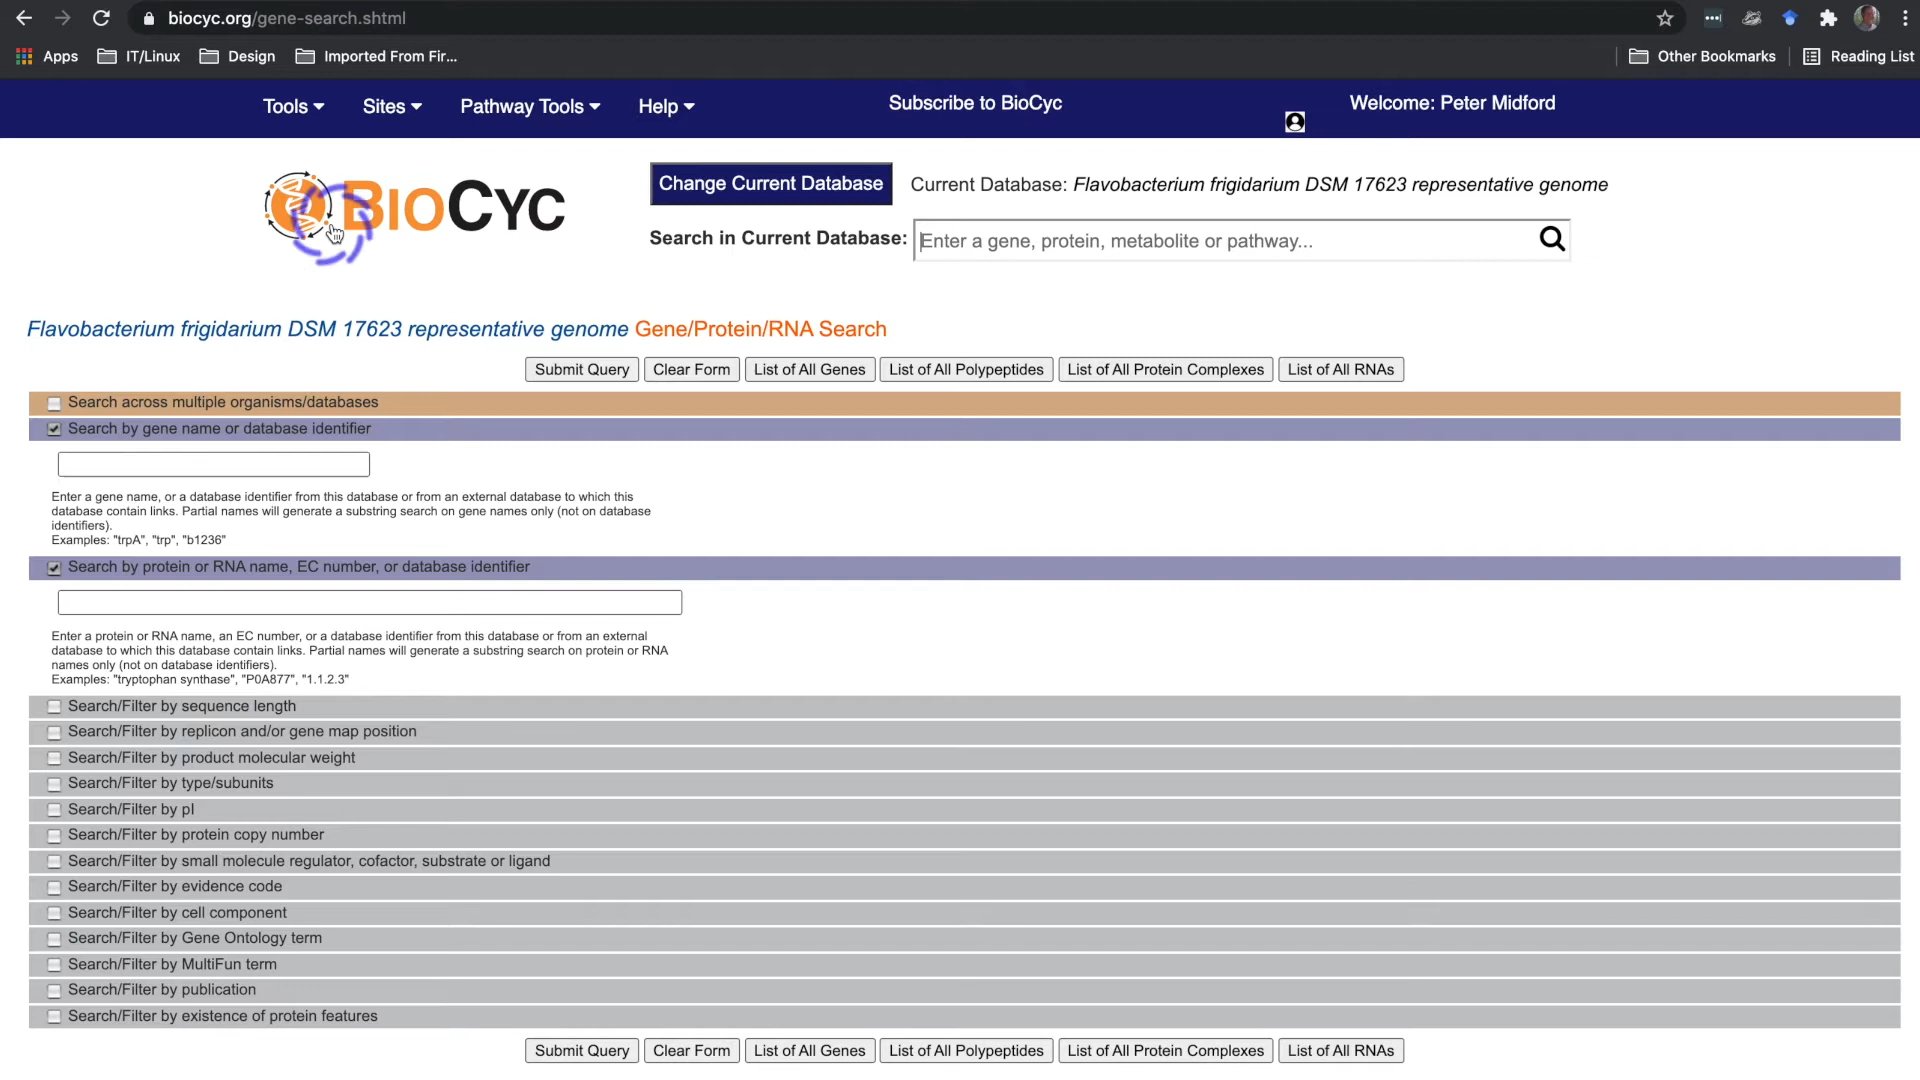 biocyc.org/gene-search.shtml
Apps IT/Linux Design Imported From Fir... Other Bookmarks Reading List
Tools Sites Pathway Tools Help Subscribe to BioCyc Welcome: Peter Midford
BIOCYC
Change Current Database Current Database: Flavobacterium frigidarium DSM 17623 representative genome
Search in Current Database: Enter a gene, protein, metabolite or pathway...
Flavobacterium frigidarium DSM 17623 representative genome Gene/Protein/RNA Search
Submit Query Clear Form List of All Genes List of All Polypeptides List of All Protein Complexes List of All RNAs
Search across multiple organisms/databases
Search by gene name or database identifier
Enter a gene name, or a database identifier from this database or from an external database to which this
database contain links. Partial names will generate a substring search on gene names only (not on database
identifiers).
Examples: "trpA", "trp", "b1236"
Search by protein or RNA name, EC number, or database identifier
Enter a protein or RNA name, an EC number, or a database identifier from this database or from an external
database to which this database contain links. Partial names will generate a substring search on protein or RNA
names only (not on database identifiers).
Examples: "tryptophan synthase", "P0A877", "1.1.2.3"
Search/Filter by sequence length
Search/Filter by replicon and/or gene map position
Search/Filter by product molecular weight
Search/Filter by type/subunits
Search/Filter by pI
Search/Filter by protein copy number
Search/Filter by small molecule regulator, cofactor, substrate or ligand
Search/Filter by evidence code
Search/Filter by cell component
Search/Filter by Gene Ontology term
Search/Filter by MultiFun term
Search/Filter by publication
Search/Filter by existence of protein features
Submit Query Clear Form List of All Genes List of All Polypeptides List of All Protein Complexes List of All RNAs